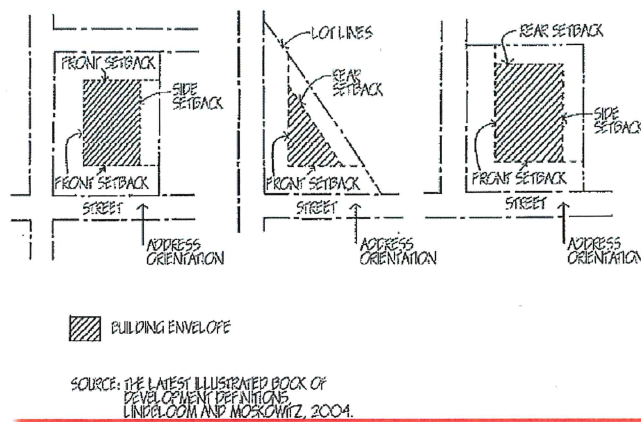 FRONT SETBACK
SIDE
SETBACK
FRONT SETBACK
STREET
ADDRESS
ORIENTATION
LOT LINES
REAR
SETBACK
FRONT SETBACK
STREET
ADDRESS
ORIENTATION
REAR SETBACK
SIDE
SETBACK
FRONT SETBACK
STREET
ADDRESS
ORIENTATION
BUILDING ENVELOPE
SOURCE: THE LATEST ILLUSTRATED BOOK OF
DEVELOPMENT DEFINITIONS,
LINDBLOOM AND MOSKOWITZ, 2004.